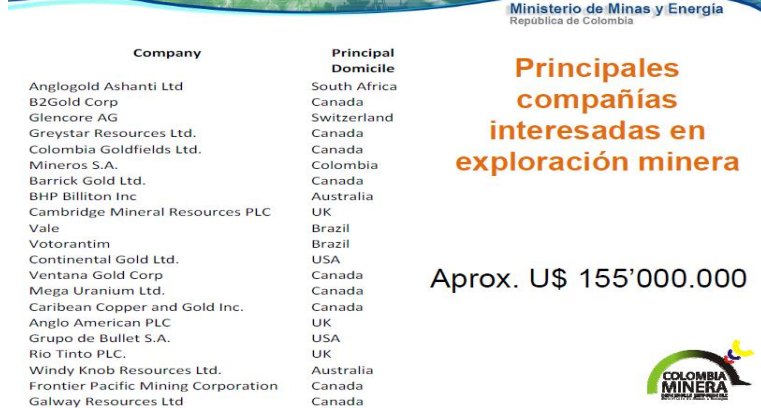 Ministerio de Minas y Energía
República de Colombia
Company Principal Domicile
Anglogold Ashanti Ltd South Africa
B2Gold Corp Canada
Glencore AG Switzerland
Greystar Resources Ltd. Canada
Colombia Goldfields Ltd. Canada
Mineros S.A. Colombia
Barrick Gold Ltd. Canada
BHP Billiton Inc Australia
Cambridge Mineral Resources PLC UK
Vale Brazil
Votorantim Brazil
Continental Gold Ltd. USA
Ventana Gold Corp Canada
Mega Uranium Ltd. Canada
Caribean Copper and Gold Inc. Canada
Anglo American PLC UK
Grupo de Bullet S.A. USA
Rio Tinto PLC. UK
Windy Knob Resources Ltd. Australia
Frontier Pacific Mining Corporation Canada
Galway Resources Ltd Canada
Principales
compañías
interesadas en
exploración minera
Aprox. U$ 155'000.000
COLOMBIA
MINERA